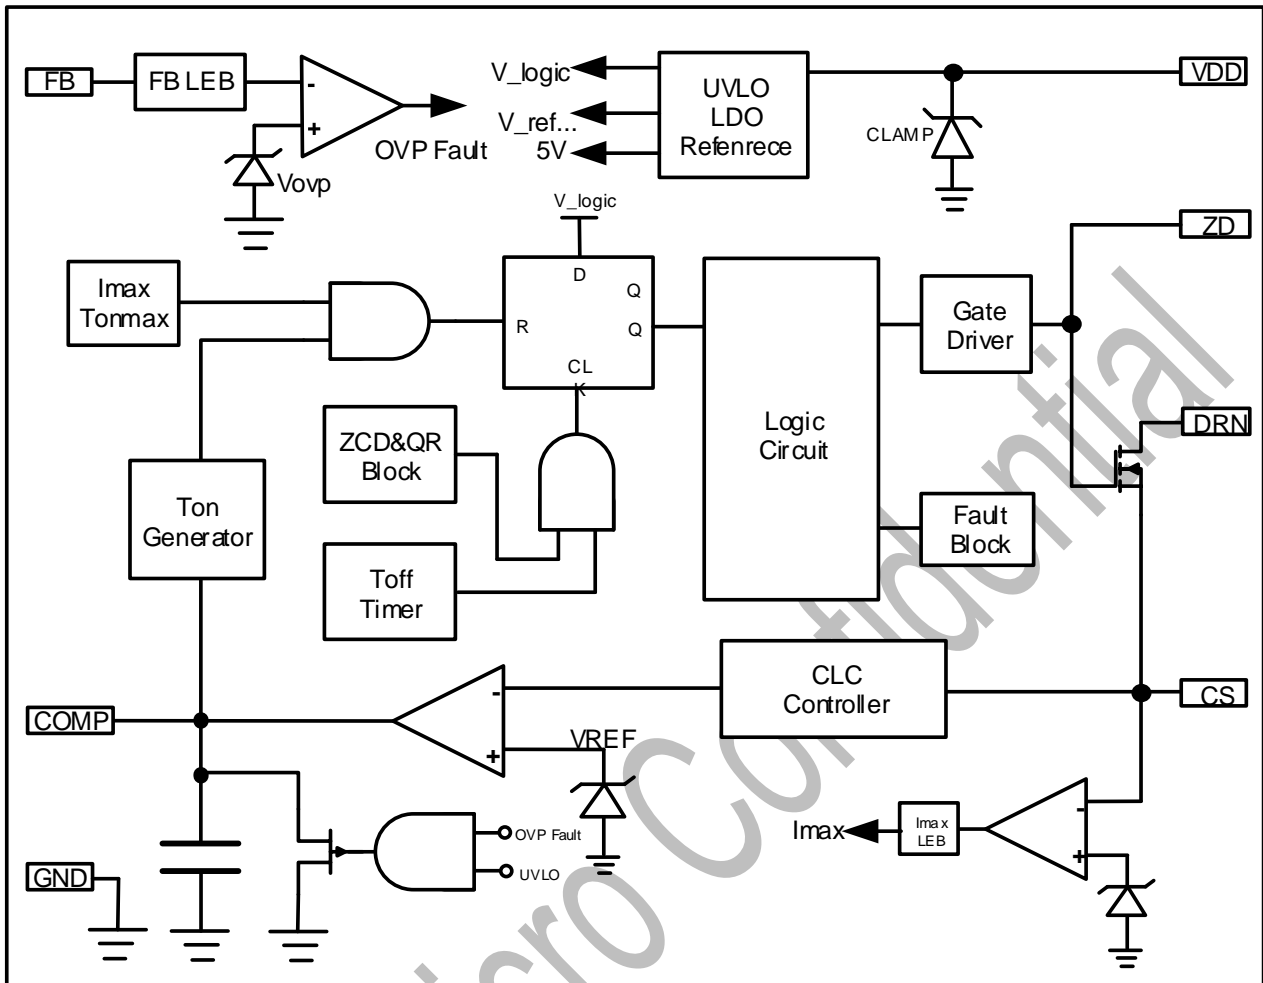 FB
FB LEB
-
+
OVP Fault
Vovp
V_logic
V_ref...
5V
UVLO
LDO
Refenrece
VDD
CLAMP
ZD
V_logic
Imax
Tonmax
D
Q
R
Q
CL
K
Gate
Driver
DRN
ZCD&QR
Block
Logic
Circuit
Ton
Generator
Fault
Block
Toff
Timer
CLC
Controller
-
COMP
CS
VREF
+
Imax
Imax
LEB
-
+
OVP Fault
UVLO
GND
icro Confidential